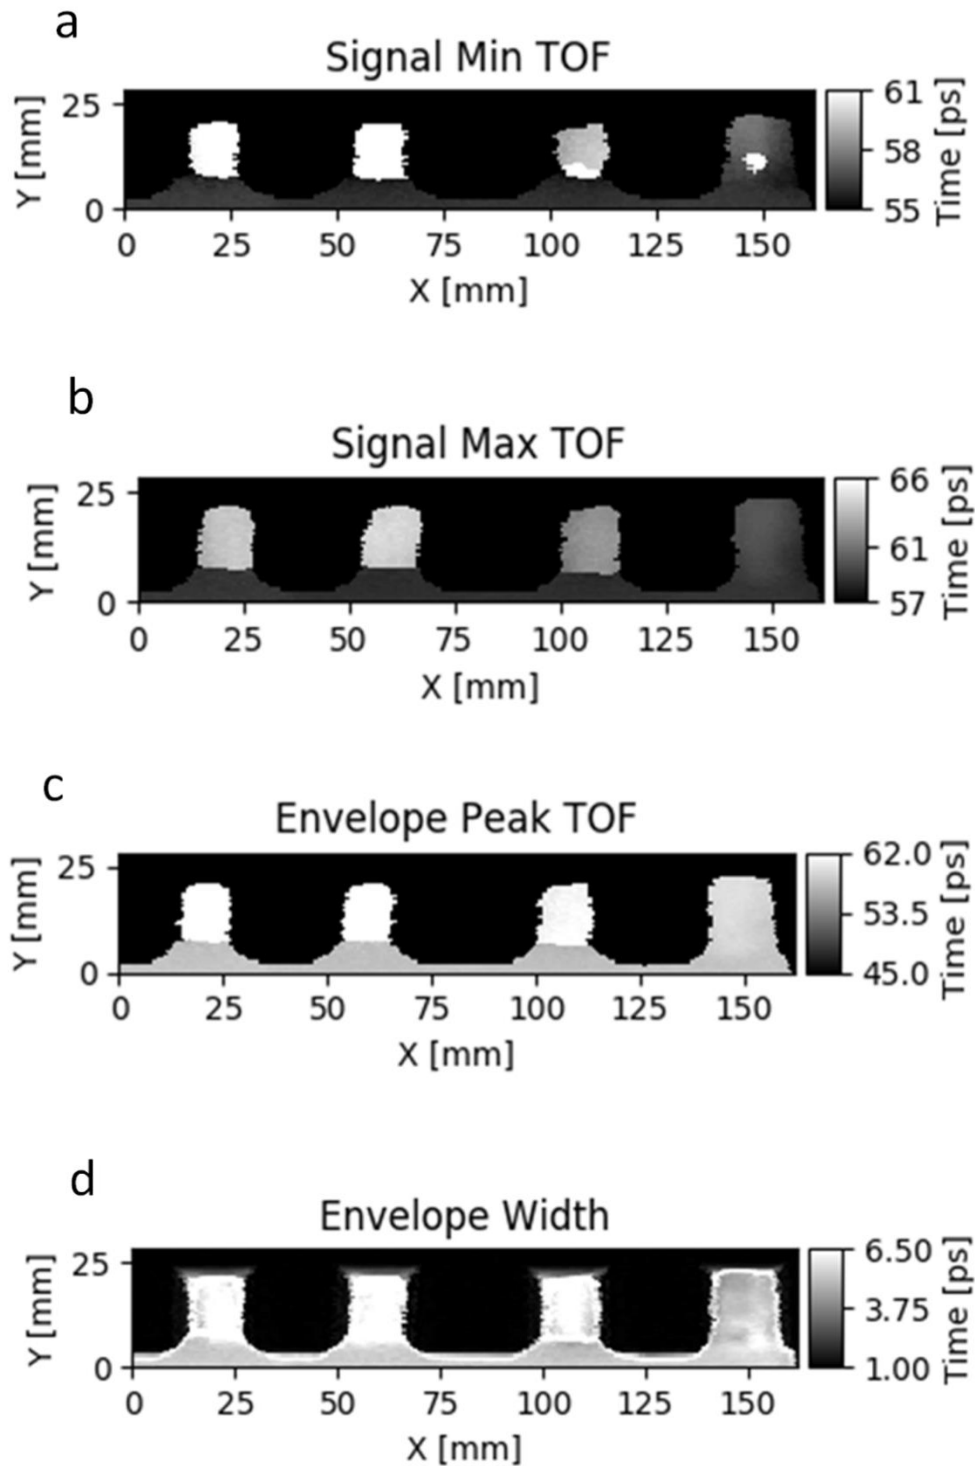 a
Signal Min TOF
Y [mm]
25
0
0 25 50 75 100 125 150
X [mm]
61
58
55
Time [ps]
b
Signal Max TOF
Y [mm]
25
0
0 25 50 75 100 125 150
X [mm]
66
61
57
Time [ps]
c
Envelope Peak TOF
Y [mm]
25
0
0 25 50 75 100 125 150
X [mm]
62.0
53.5
45.0
Time [ps]
d
Envelope Width
Y [mm]
25
0
0 25 50 75 100 125 150
X [mm]
6.50
3.75
1.00
Time [ps]